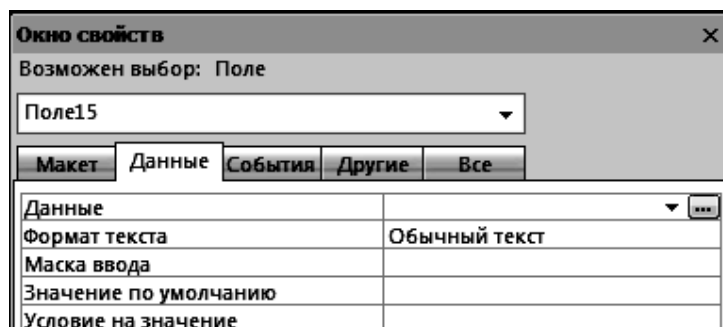 Окно свойств
Возможен выбор: Поле
Поле15
Макет Данные События Другие Все
Данные
Формат текста Обычный текст
Маска ввода
Значение по умолчанию
Условие на значение